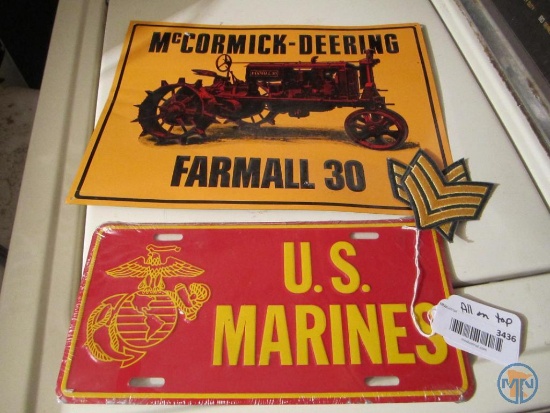 McCORMICK-DEERING
FARMALL 30
U.S.
MARINES
All on top
3436